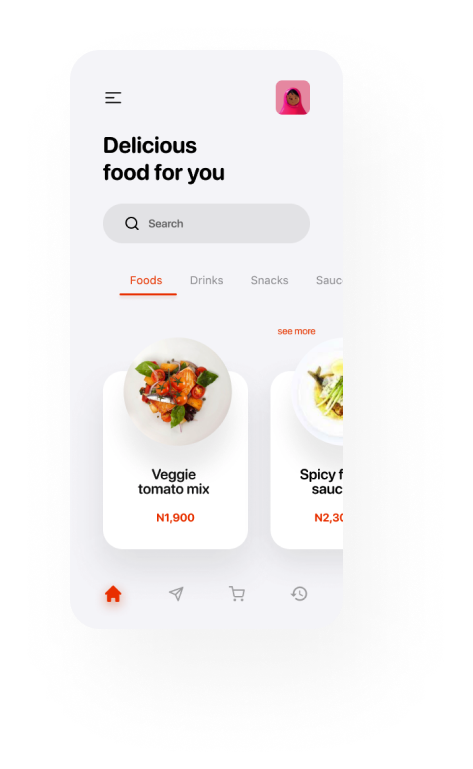 Delicious
food for you
Search
Foods Drinks Snacks Sauc
see more
Veggie
tomato mix
N1,900
Spicy f
sauc
N2,30